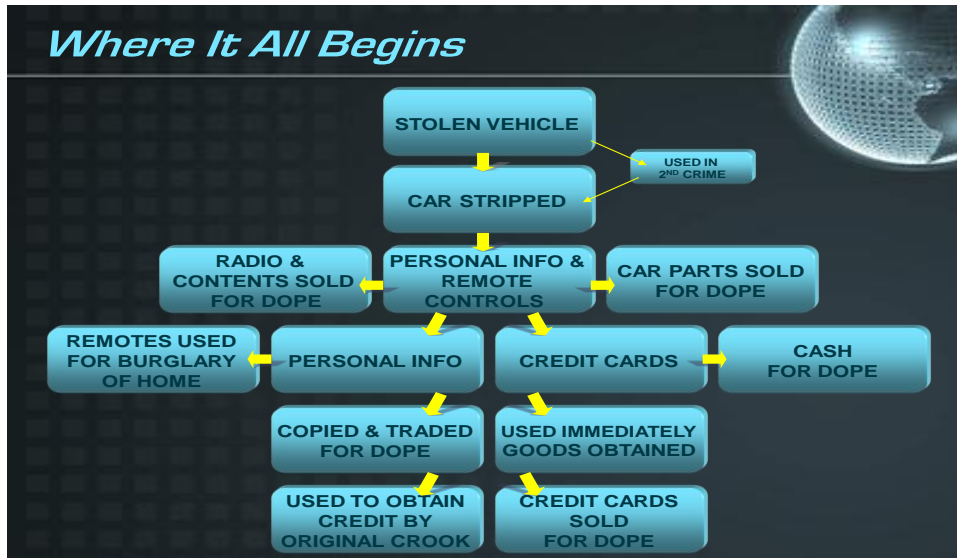 Where It All Begins
STOLEN VEHICLE
USED IN
2ND CRIME
CAR STRIPPED
RADIO &
CONTENTS SOLD
FOR DOPE
PERSONAL INFO &
REMOTE
CONTROLS
CAR PARTS SOLD
FOR DOPE
REMOTES USED
FOR BURGLARY
OF HOME
PERSONAL INFO
CREDIT CARDS
CASH
FOR DOPE
COPIED & TRADED
FOR DOPE
USED IMMEDIATELY
GOODS OBTAINED
USED TO OBTAIN
CREDIT BY
ORIGINAL CROOK
CREDIT CARDS
SOLD
FOR DOPE